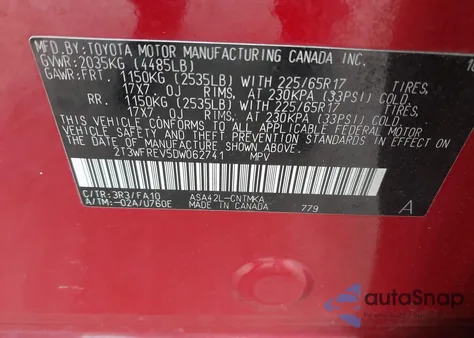 MFD.BY:TOYOTA MOTOR MANUFACTURING CANADA INC.
GVWR:2035KG (4485LB)
GAWR:FRT. 1150KG (2535LB) WITH 225/65R17 TIRES,
17X7.0J RIMS, AT 230KPA (33PSI) COLD.
RR. 1150KG (2535LB) WITH 225/65R17 TIRES,
17X7.0J RIMS, AT 230KPA (33PSI) COLD.
THIS VEHICLE CONFORMS TO ALL APPLICABLE FEDERAL MOTOR
VEHICLE SAFETY AND BUMPER STANDARDS IN EFFECT ON THE
DATE OF MANUFACTURE SHOWN ABOVE.
2T3WFREV5DW062741 MPV
C/TR:3R3/FA10 ASA42L-CNTMKA
A/TM:-02A/U760E MADE IN CANADA 779 A
autoSnap